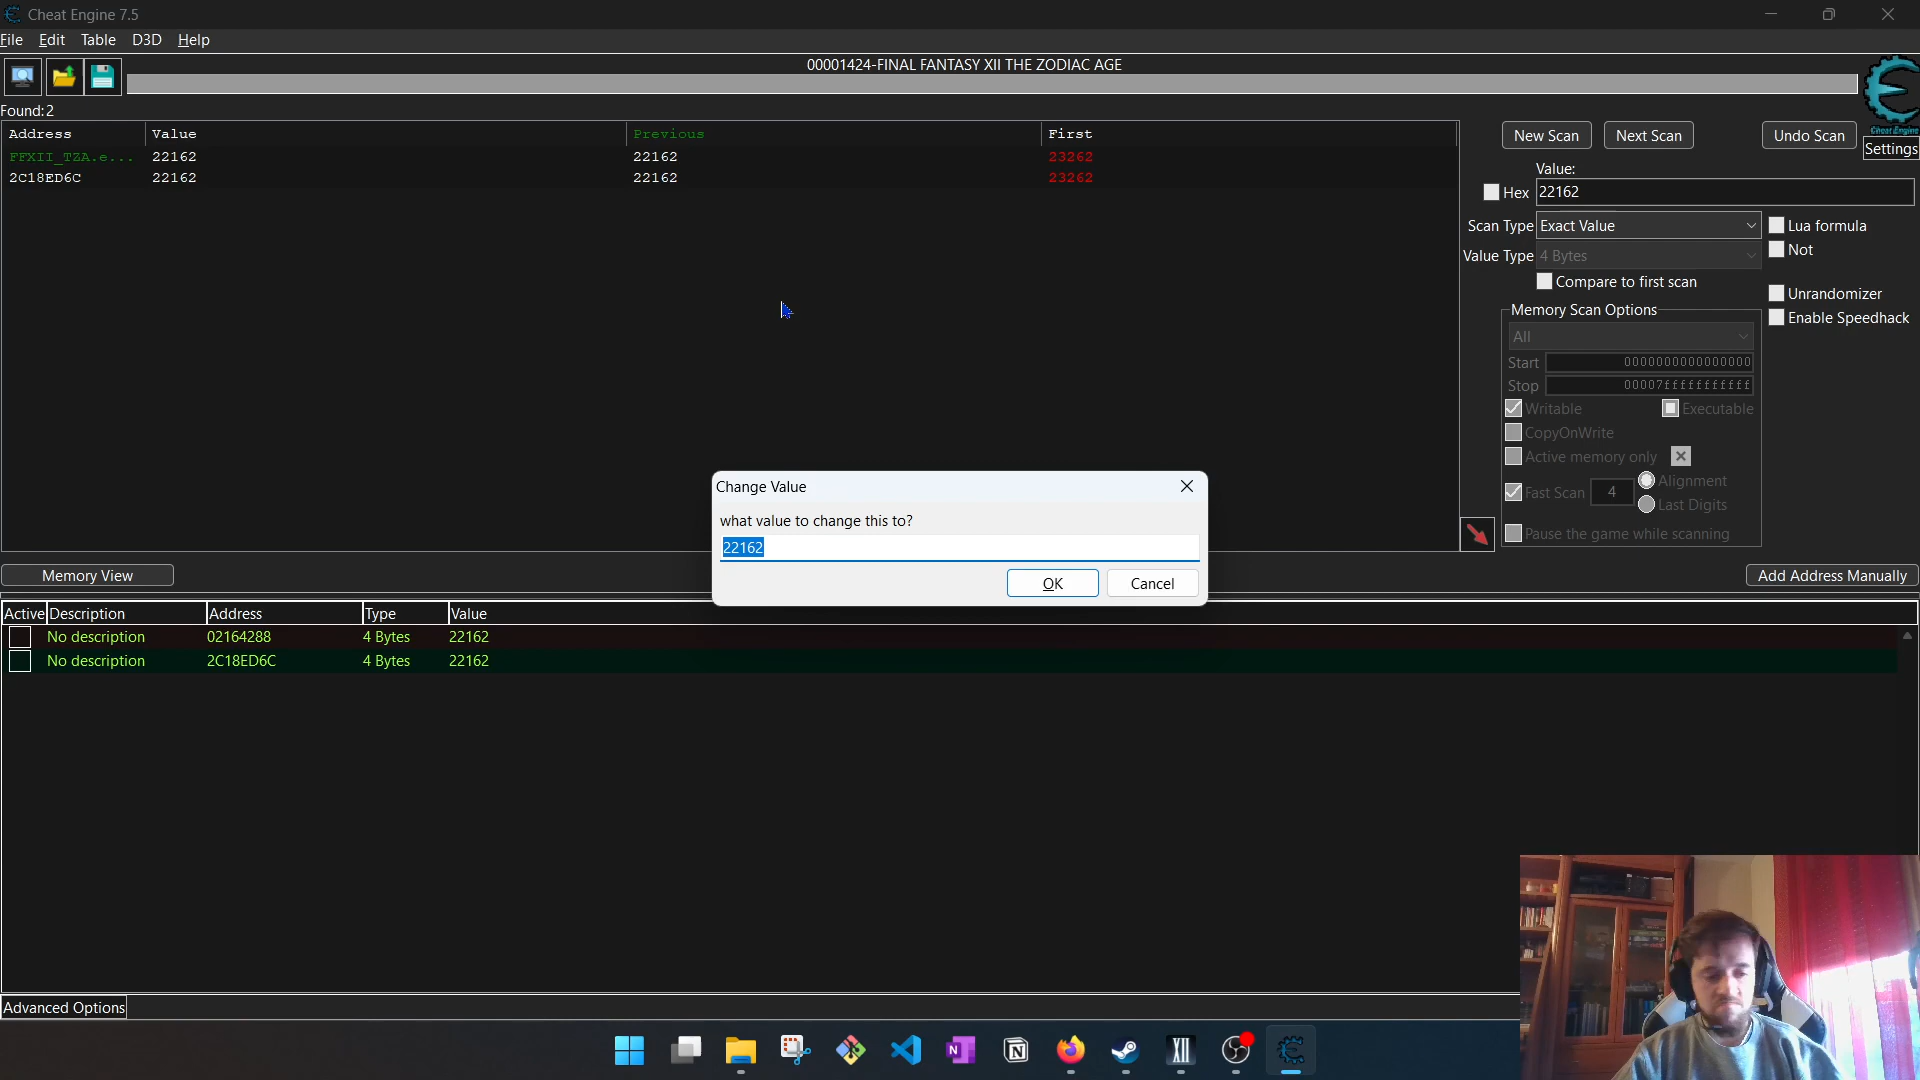 Cheat Engine 7.5
File Edit Table D3D Help
00001424-FINAL FANTASY XII THE ZODIAC AGE
Found: 2
Address Value Previous First
FFXII_TZA.e... 22162 22162 23262
2C18ED6C 22162 22162 23262
New Scan Next Scan Undo Scan
Cheat Engine
Settings
Value:
Hex 22162
Scan Type Exact Value Lua formula
Not
Value Type 4 Bytes
Compare to first scan
Unrandomizer
Enable Speedhack
Memory Scan Options
All
Start 0000000000000000
Stop 00007fffffffffff
Writable Executable
CopyOnWrite
Active memory only
Fast Scan 4 Alignment
Last Digits
Pause the game while scanning
Change Value
what value to change this to?
22162
OK Cancel
Memory View Add Address Manually
Active Description Address Type Value
No description 02164288 4 Bytes 22162
No description 2C18ED6C 4 Bytes 22162
Advanced Options
N N XII